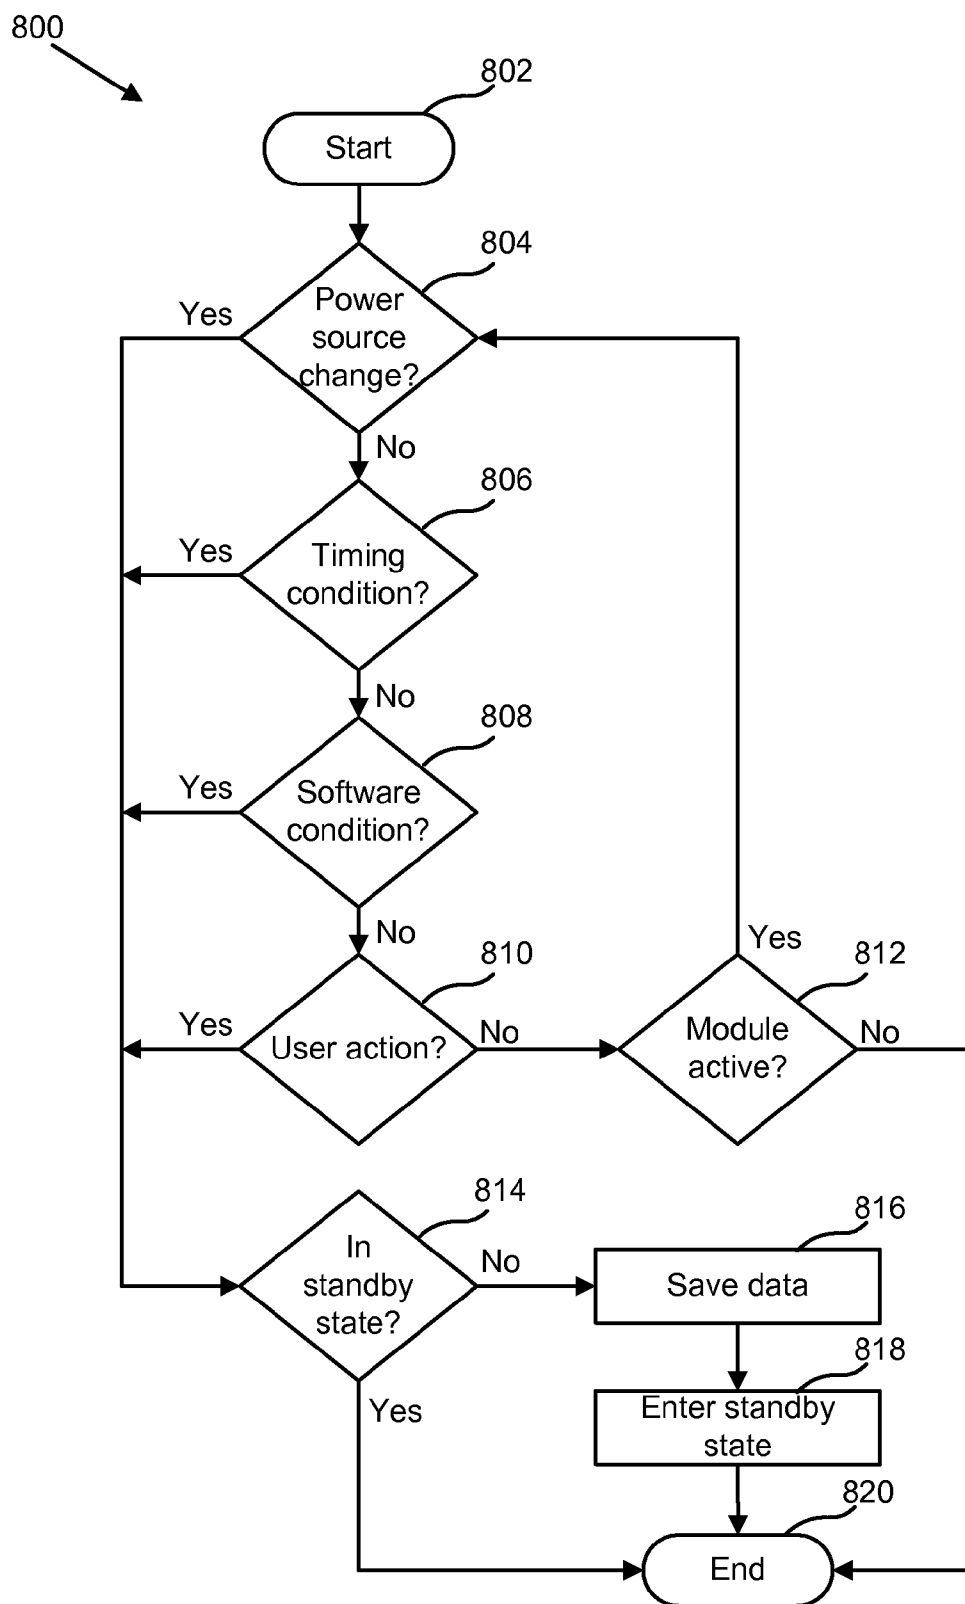 800
802
Start
804
Power
source
change?
Yes
No
806
Timing
condition?
Yes
No
808
Software
condition?
Yes
No
810
User action?
Yes
No
812
Module
active?
Yes
No
814
In
standby
state?
No
Yes
816
Save data
818
Enter standby
state
820
End